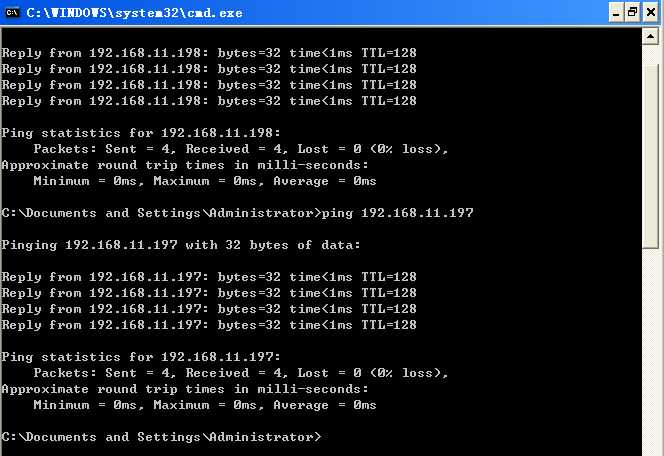 C:\WINDOWS\system32\cmd.exe
Reply from 192.168.11.198: bytes=32 time<1ms TTL=128
Reply from 192.168.11.198: bytes=32 time<1ms TTL=128
Reply from 192.168.11.198: bytes=32 time<1ms TTL=128
Reply from 192.168.11.198: bytes=32 time<1ms TTL=128
Ping statistics for 192.168.11.198:
Packets: Sent = 4, Received = 4, Lost = 0 (0% loss),
Approximate round trip times in milli-seconds:
Minimum = 0ms, Maximum = 0ms, Average = 0ms
C:\Documents and Settings\Administrator>ping 192.168.11.197
Pinging 192.168.11.197 with 32 bytes of data:
Reply from 192.168.11.197: bytes=32 time<1ms TTL=128
Reply from 192.168.11.197: bytes=32 time<1ms TTL=128
Reply from 192.168.11.197: bytes=32 time<1ms TTL=128
Reply from 192.168.11.197: bytes=32 time<1ms TTL=128
Ping statistics for 192.168.11.197:
Packets: Sent = 4, Received = 4, Lost = 0 (0% loss),
Approximate round trip times in milli-seconds:
Minimum = 0ms, Maximum = 0ms, Average = 0ms
C:\Documents and Settings\Administrator>